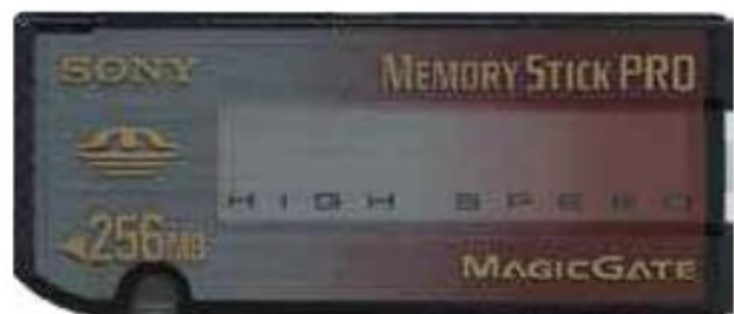 SONY
MEMORY STICK PRO
HIGH SPEED
256MB
MAGICGATE